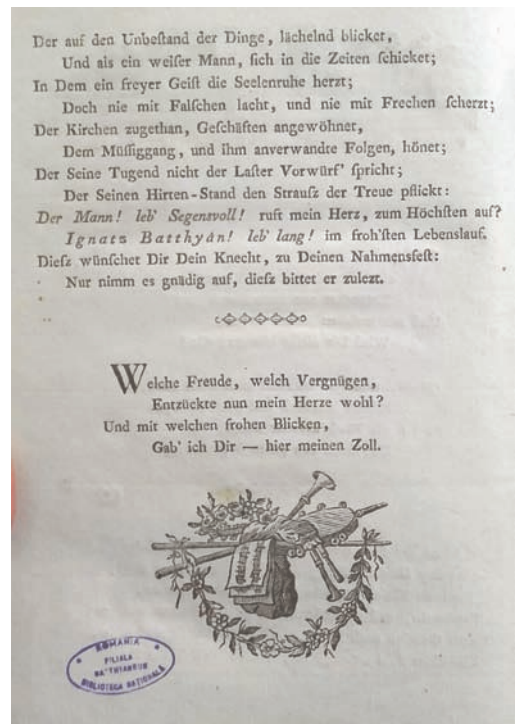 Der auf den Unbeſtand der Dinge, lächelnd blicket,
Und als ein weiſer Mann, ſich in die Zeiten ſchicket;
In Dem ein freyer Geiſt die Seelenruhe herzt;
Doch nie mit Falſchen lacht, und nie mit Frechen ſcherzt;
Der Kirchen zugethan, Geſchäften angewöhnet,
Dem Müſſiggang, und ihm anverwandte Folgen, hönet;
Der Seine Tugend nicht der Laſter Vorwürf' ſpricht;
Der Seinen Hirten-Stand den Strauſz der Treue pflickt:
Der Mann! leb' Segensvoll! ruft mein Herz, zum Höchſten auf?
Ignats Batthyán! leb' lang! im froh'ſten Lebenslauf.
Dieſz wünſchet Dir Dein Knecht, zu Deinen Nahmensfeſt:
Nur nimm es gnädig auf, dieſz bittet er zulezt.
Welche Freude, welch Vergnügen,
Entzückte nun mein Herze wohl?
Und mit welchen frohen Blicken,
Gab' ich Dir — hier meinen Zoll.
ROMANIA
FILIALA
BATTHYANEUM
BIBLIOTECA NATIONALA